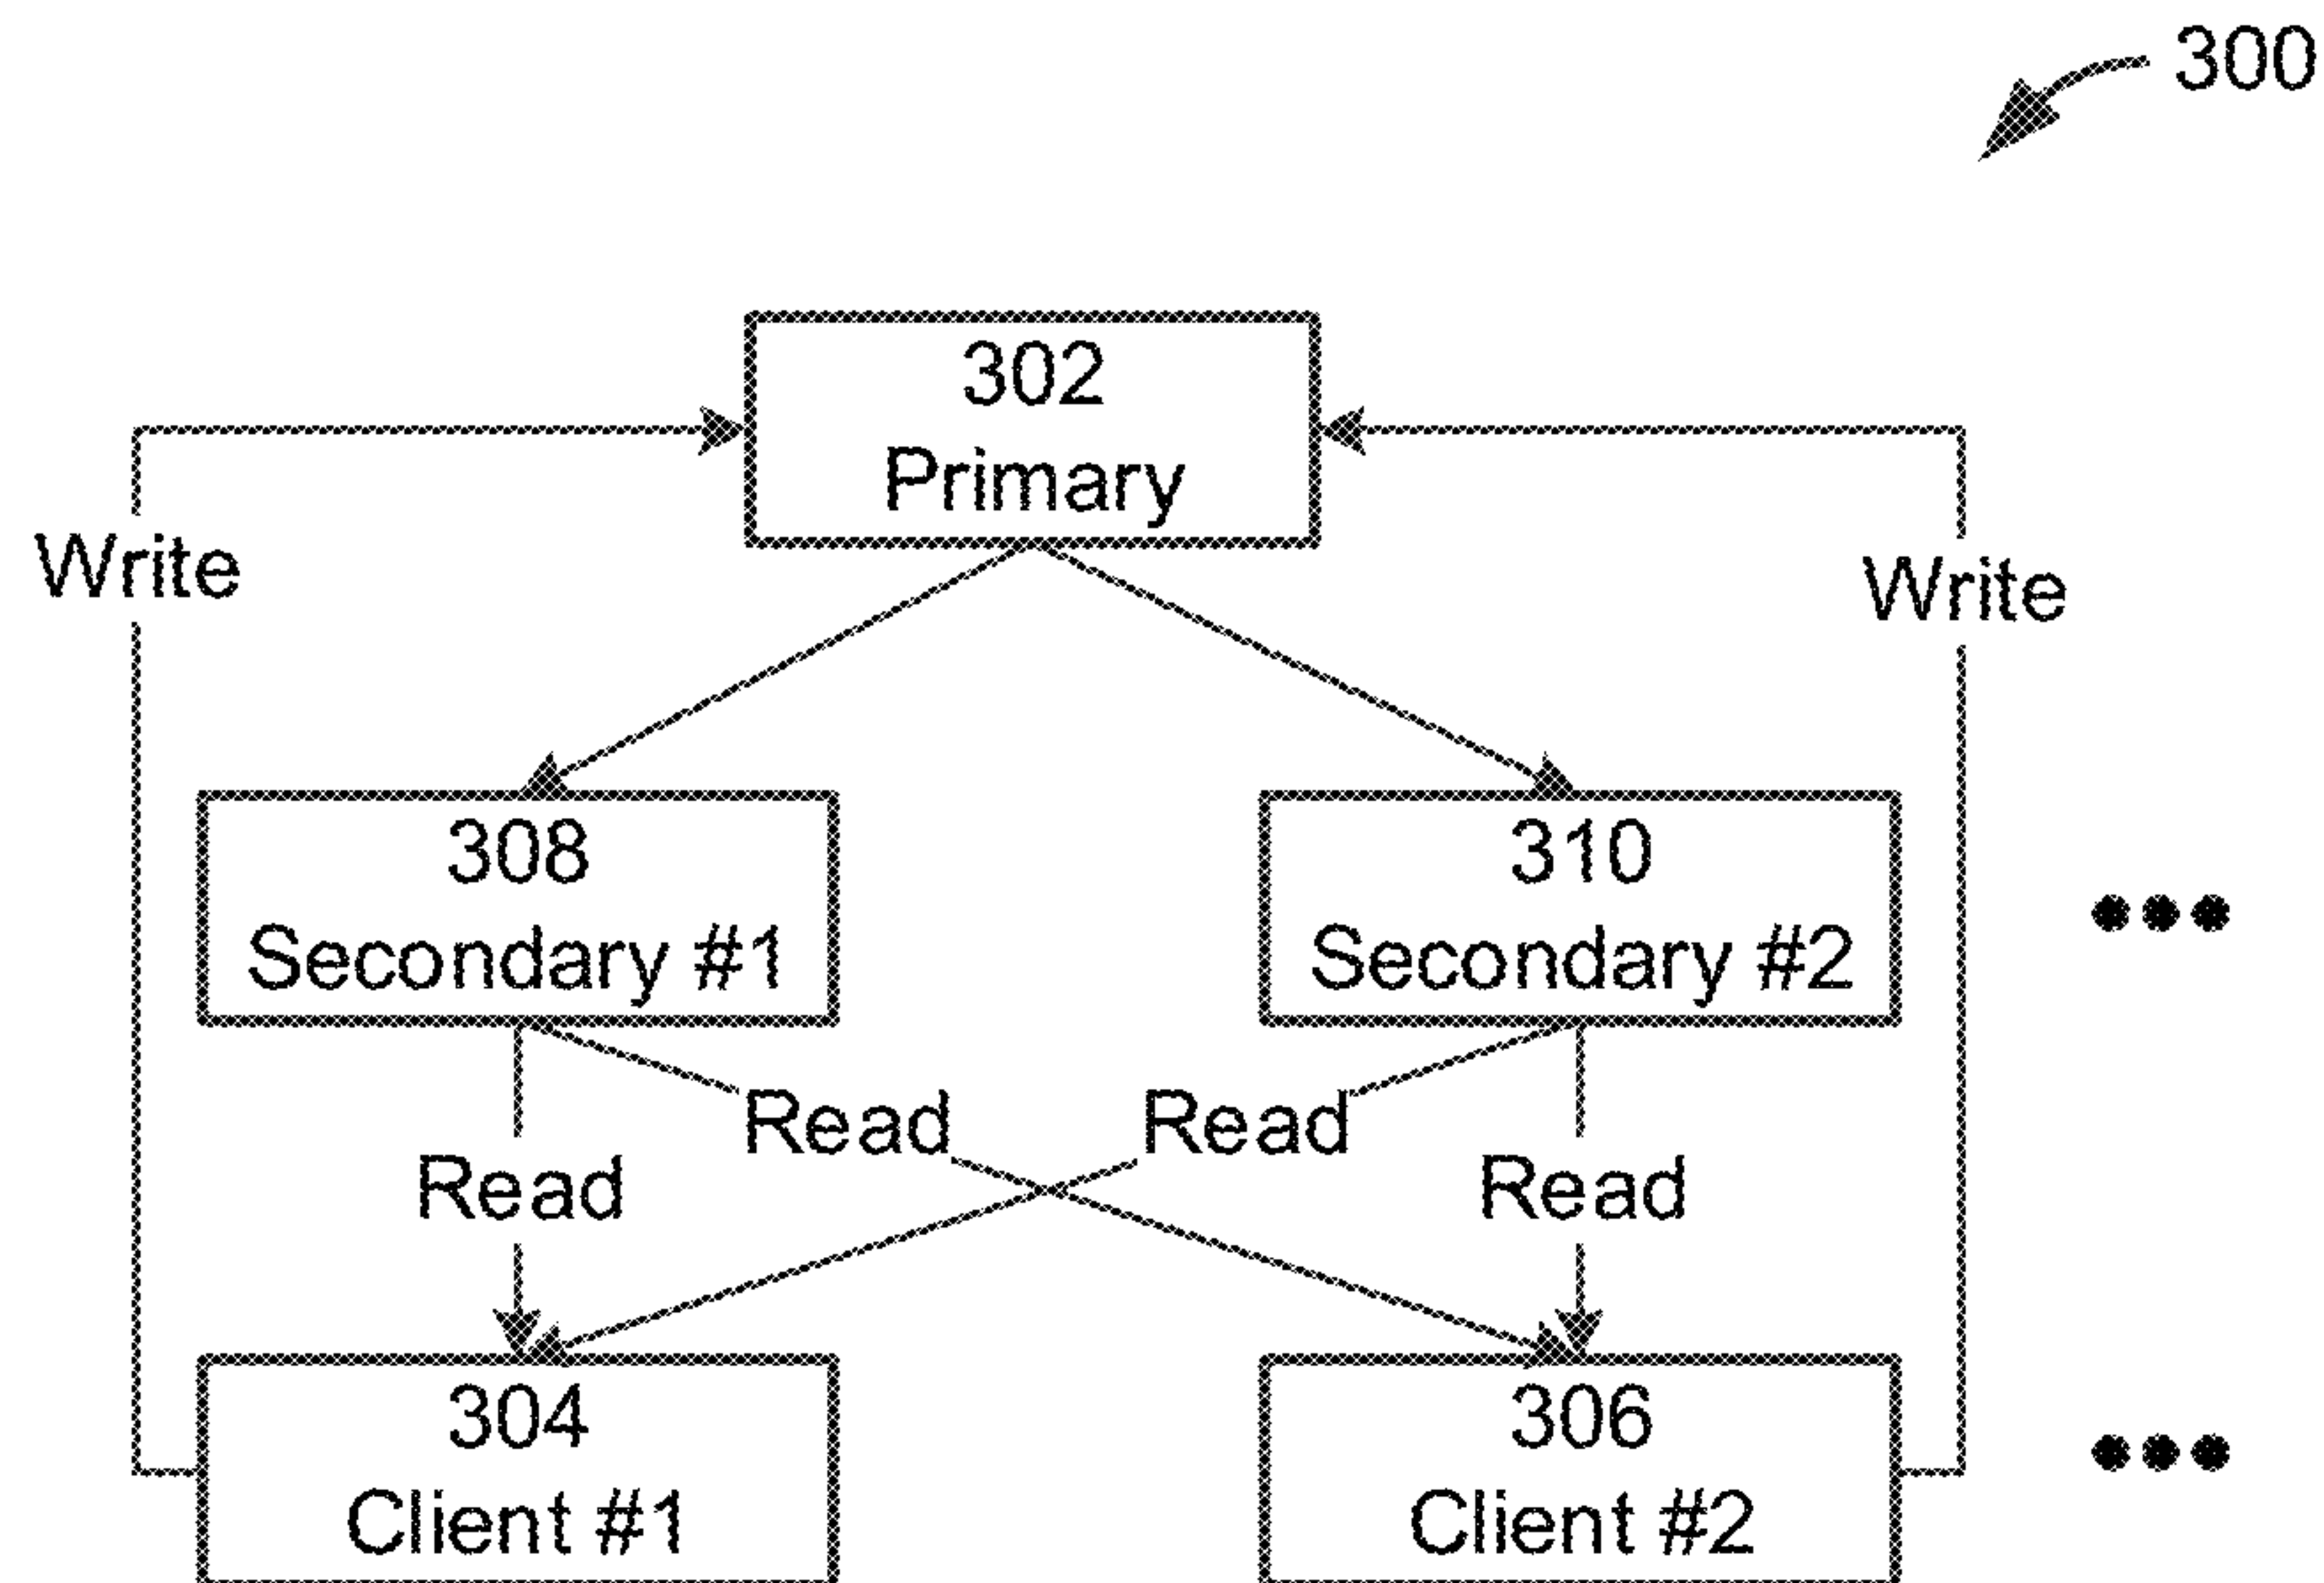 300
302
Primary
Write
Write
308
Secondary #1
310
Secondary #2
Read
Read
Read
Read
304
Client #1
306
Client #2